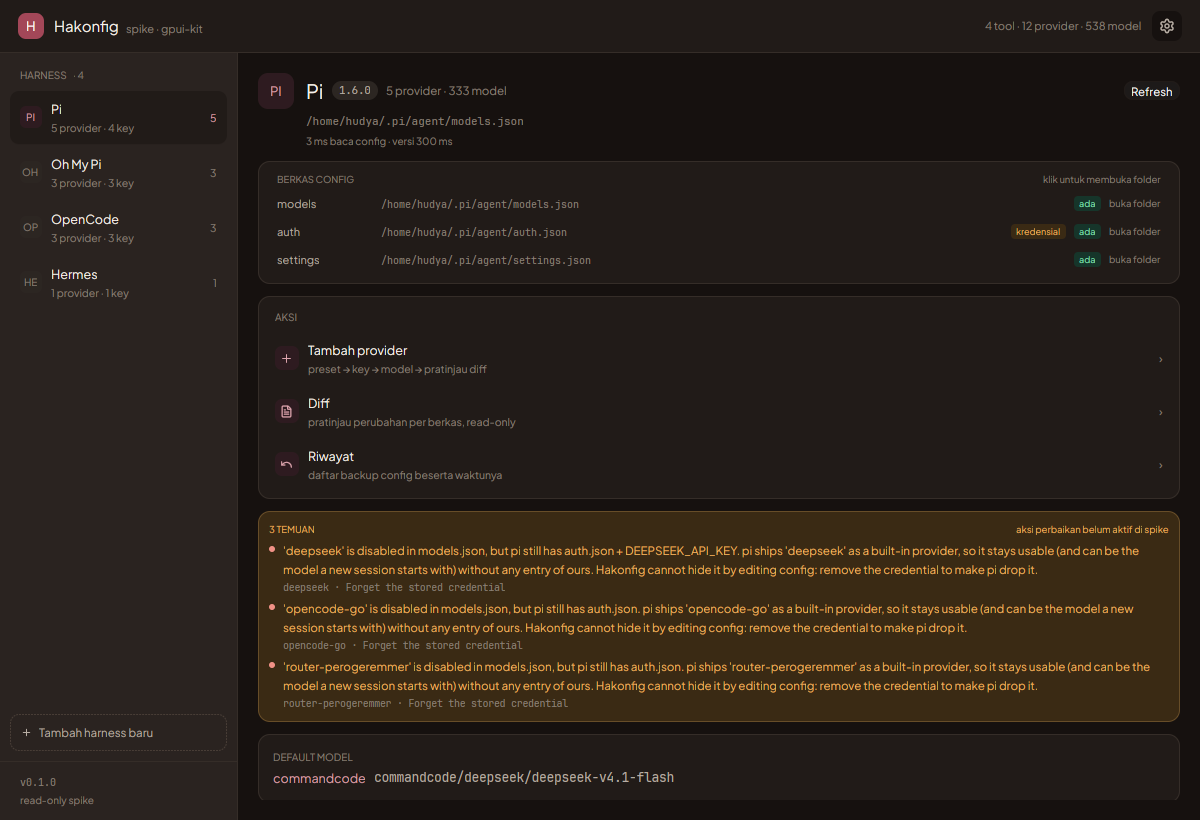 H Hakonfig spike · gpui-kit
4 tool · 12 provider · 538 model
HARNESS · 4
PI Pi 5
5 provider · 4 key
OH Oh My Pi 3
3 provider · 3 key
OP OpenCode 3
3 provider · 3 key
HE Hermes 1
1 provider · 1 key
+ Tambah harness baru
v0.1.0
read-only spike
PI Pi 1.6.0 5 provider · 333 model Refresh
/home/hudya/.pi/agent/models.json
3 ms baca config · versi 300 ms
BERKAS CONFIG klik untuk membuka folder
models /home/hudya/.pi/agent/models.json ada buka folder
auth /home/hudya/.pi/agent/auth.json kredensial ada buka folder
settings /home/hudya/.pi/agent/settings.json ada buka folder
AKSI
+ Tambah provider ›
preset → key → model → pratinjau diff
Diff ›
pratinjau perubahan per berkas, read-only
Riwayat ›
daftar backup config beserta waktunya
3 TEMUAN aksi perbaikan belum aktif di spike
'deepseek' is disabled in models.json, but pi still has auth.json + DEEPSEEK_API_KEY. pi ships 'deepseek' as a built-in provider, so it stays usable (and can be the
model a new session starts with) without any entry of ours. Hakonfig cannot hide it by editing config: remove the credential to make pi drop it.
deepseek · Forget the stored credential
'opencode-go' is disabled in models.json, but pi still has auth.json. pi ships 'opencode-go' as a built-in provider, so it stays usable (and can be the model a new
session starts with) without any entry of ours. Hakonfig cannot hide it by editing config: remove the credential to make pi drop it.
opencode-go · Forget the stored credential
'router-perogeremmer' is disabled in models.json, but pi still has auth.json. pi ships 'router-perogeremmer' as a built-in provider, so it stays usable (and can be the
model a new session starts with) without any entry of ours. Hakonfig cannot hide it by editing config: remove the credential to make pi drop it.
router-perogeremmer · Forget the stored credential
DEFAULT MODEL
commandcode commandcode/deepseek/deepseek-v4.1-flash